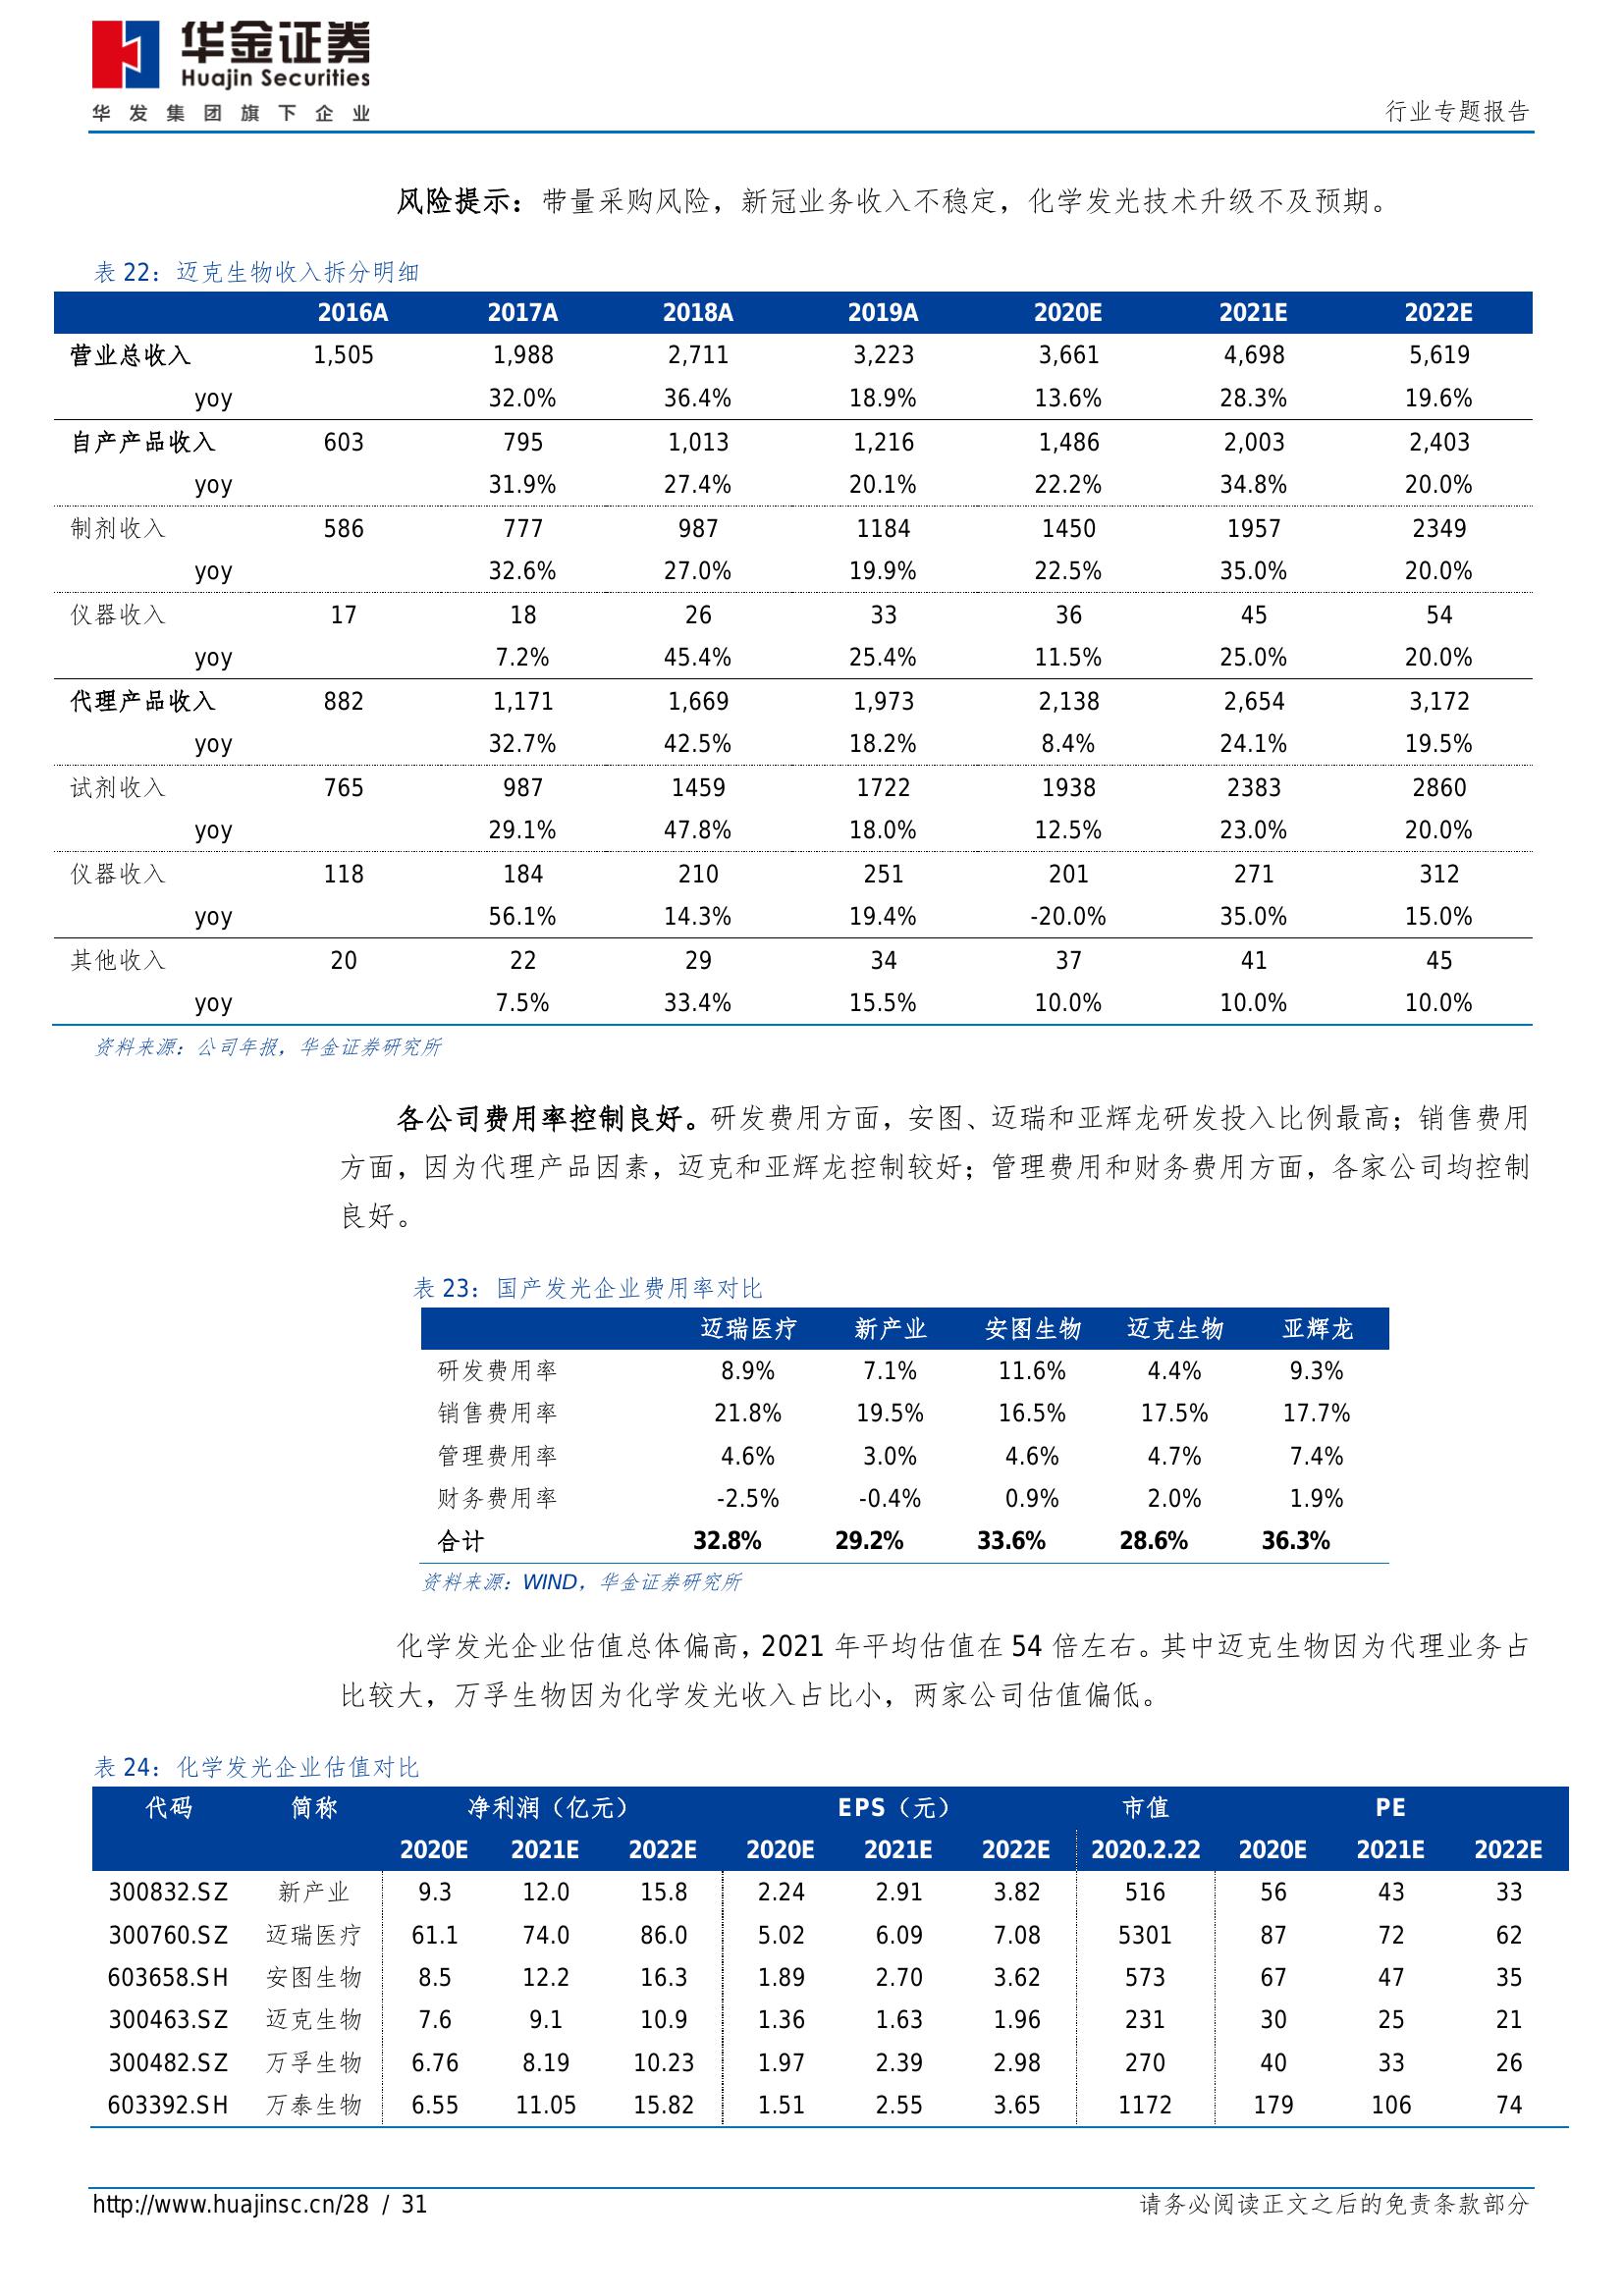 华金证券
Huajin Securities
华发集团旗下企业
行业专题报告
风险提示：带量采购风险，新冠业务收入不稳定，化学发光技术升级不及预期。
表 22：迈克生物收入拆分明细
2016A 2017A 2018A 2019A 2020E 2021E 2022E
营业总收入 1,505 1,988 2,711 3,223 3,661 4,698 5,619
yoy 32.0% 36.4% 18.9% 13.6% 28.3% 19.6%
自产产品收入 603 795 1,013 1,216 1,486 2,003 2,403
yoy 31.9% 27.4% 20.1% 22.2% 34.8% 20.0%
制剂收入 586 777 987 1184 1450 1957 2349
yoy 32.6% 27.0% 19.9% 22.5% 35.0% 20.0%
仪器收入 17 18 26 33 36 45 54
yoy 7.2% 45.4% 25.4% 11.5% 25.0% 20.0%
代理产品收入 882 1,171 1,669 1,973 2,138 2,654 3,172
yoy 32.7% 42.5% 18.2% 8.4% 24.1% 19.5%
试剂收入 765 987 1459 1722 1938 2383 2860
yoy 29.1% 47.8% 18.0% 12.5% 23.0% 20.0%
仪器收入 118 184 210 251 201 271 312
yoy 56.1% 14.3% 19.4% -20.0% 35.0% 15.0%
其他收入 20 22 29 34 37 41 45
yoy 7.5% 33.4% 15.5% 10.0% 10.0% 10.0%
资料来源：公司年报，华金证券研究所
各公司费用率控制良好。研发费用方面，安图、迈瑞和亚辉龙研发投入比例最高；销售费用
方面，因为代理产品因素，迈克和亚辉龙控制较好；管理费用和财务费用方面，各家公司均控制
良好。
表 23：国产发光企业费用率对比
迈瑞医疗 新产业 安图生物 迈克生物 亚辉龙
研发费用率 8.9% 7.1% 11.6% 4.4% 9.3%
销售费用率 21.8% 19.5% 16.5% 17.5% 17.7%
管理费用率 4.6% 3.0% 4.6% 4.7% 7.4%
财务费用率 -2.5% -0.4% 0.9% 2.0% 1.9%
合计 32.8% 29.2% 33.6% 28.6% 36.3%
资料来源：WIND，华金证券研究所
化学发光企业估值总体偏高，2021 年平均估值在 54 倍左右。其中迈克生物因为代理业务占
比较大，万孚生物因为化学发光收入占比小，两家公司估值偏低。
表 24：化学发光企业估值对比
代码 简称 净利润（亿元） EPS（元） 市值 PE
2020E 2021E 2022E 2020E 2021E 2022E 2020.2.22 2020E 2021E 2022E
300832.SZ 新产业 9.3 12.0 15.8 2.24 2.91 3.82 516 56 43 33
300760.SZ 迈瑞医疗 61.1 74.0 86.0 5.02 6.09 7.08 5301 87 72 62
603658.SH 安图生物 8.5 12.2 16.3 1.89 2.70 3.62 573 67 47 35
300463.SZ 迈克生物 7.6 9.1 10.9 1.36 1.63 1.96 231 30 25 21
300482.SZ 万孚生物 6.76 8.19 10.23 1.97 2.39 2.98 270 40 33 26
603392.SH 万泰生物 6.55 11.05 15.82 1.51 2.55 3.65 1172 179 106 74
http://www.huajinsc.cn/28 / 31
请务必阅读正文之后的免责条款部分